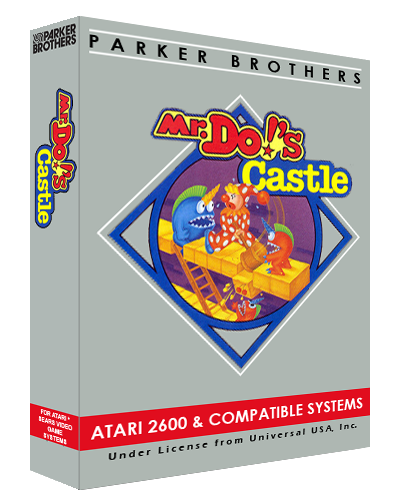 PARKER
BROTHERS
Mr. Do!'s
Castle
FOR ATARI •
SEARS VIDEO
GAME
SYSTEMS
PARKER BROTHERS
Mr. Do!'s
Castle
ATARI 2600 & COMPATIBLE SYSTEMS
Under License from Universal USA, Inc.